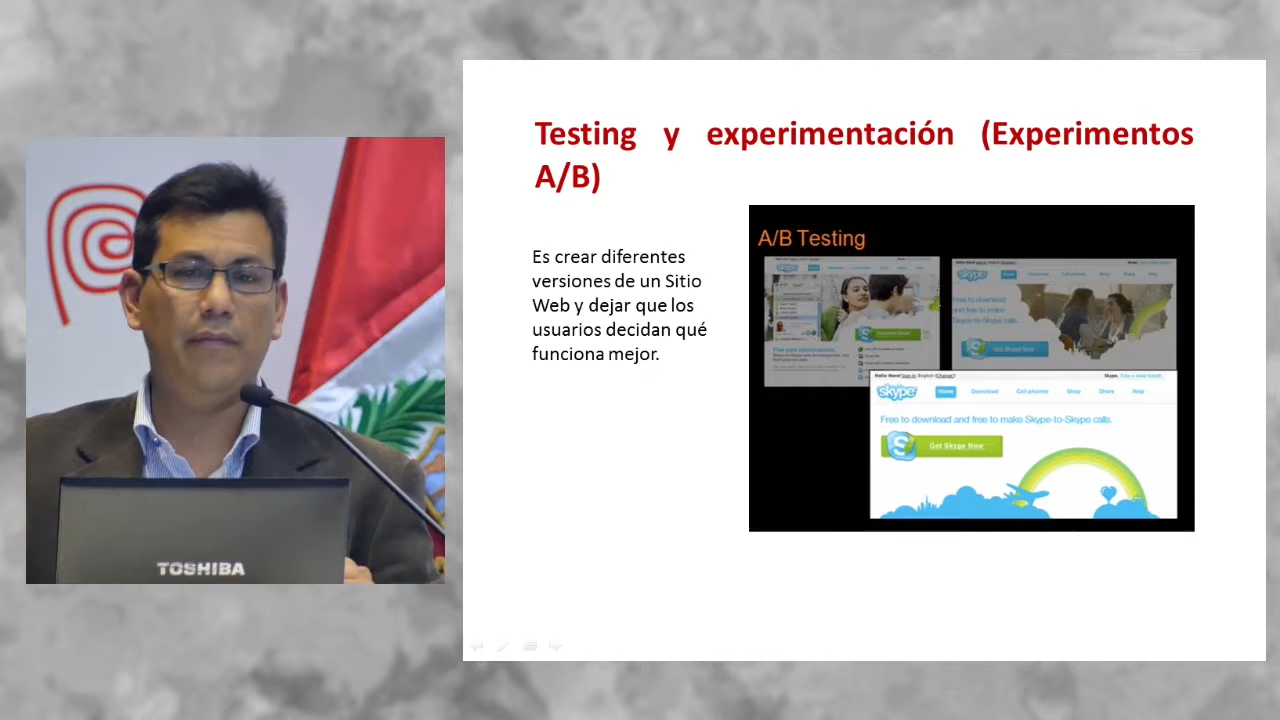 Testing y experimentación (Experimentos
A/B)
Es crear diferentes
versiones de un Sitio
Web y dejar que los
usuarios decidan qué
funciona mejor.
A/B Testing
skype
Free to download
and free to make
Skype-to-Skype calls.
Get Skype Now
skype
Home Download Call phones Shop Share Help
Free to download and free to make Skype-to-Skype calls.
Get Skype Now
TOSHIBA